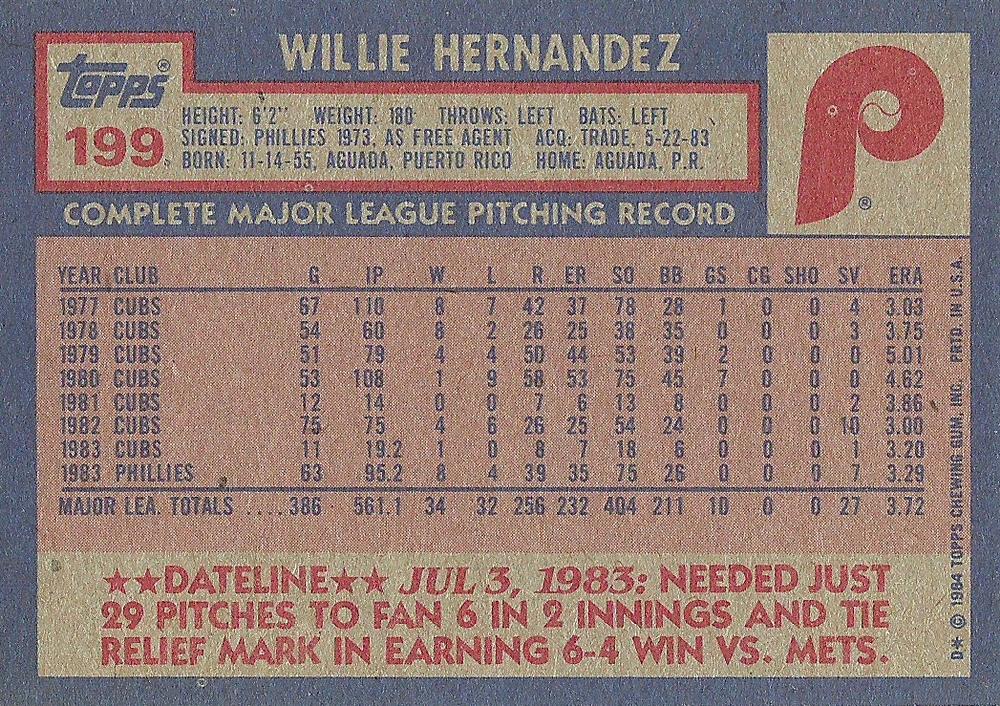 WILLIE HERNANDEZ
Topps®
199
HEIGHT: 6'2" WEIGHT: 180 THROWS: LEFT BATS: LEFT
SIGNED: PHILLIES 1973, AS FREE AGENT ACQ: TRADE, 5-22-83
BORN: 11-14-55, AGUADA, PUERTO RICO HOME: AGUADA, P.R.
P ®
COMPLETE MAJOR LEAGUE PITCHING RECORD
YEAR CLUB G IP W L R ER SO BB GS CG SHO SV ERA
1977 CUBS 67 110 8 7 42 37 78 28 1 0 0 4 3.03
1978 CUBS 54 60 8 2 26 25 38 35 0 0 0 3 3.75
1979 CUBS 51 79 4 4 50 44 53 39 2 0 0 0 5.01
1980 CUBS 53 108 1 9 58 53 75 45 7 0 0 0 4.62
1981 CUBS 12 14 0 0 7 6 13 8 0 0 0 2 3.86
1982 CUBS 75 75 4 6 26 25 54 24 0 0 0 10 3.00
1983 CUBS 11 19.2 1 0 8 7 18 6 0 0 0 1 3.20
1983 PHILLIES 63 95.2 8 4 39 35 75 26 0 0 0 7 3.29
MAJOR LEA. TOTALS .... 386 561.1 34 32 256 232 404 211 10 0 0 27 3.72
★★DATELINE★★ JUL 3, 1983: NEEDED JUST
29 PITCHES TO FAN 6 IN 2 INNINGS AND TIE
RELIEF MARK IN EARNING 6-4 WIN VS. METS.
D* © 1984 TOPPS CHEWING GUM, INC. PRTD. IN U.S.A.